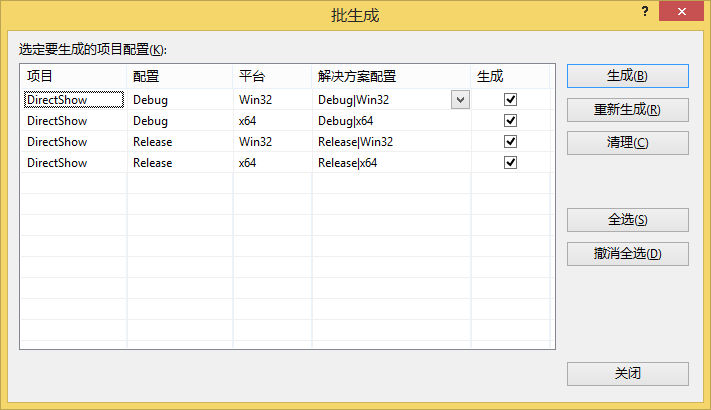 批生成
?
选定要生成的项目配置(K):
项目 配置 平台 解决方案配置 生成
DirectShow Debug Win32 Debug|Win32
DirectShow Debug x64 Debug|x64
DirectShow Release Win32 Release|Win32
DirectShow Release x64 Release|x64
生成(B)
重新生成(R)
清理(C)
全选(S)
撤消全选(D)
关闭